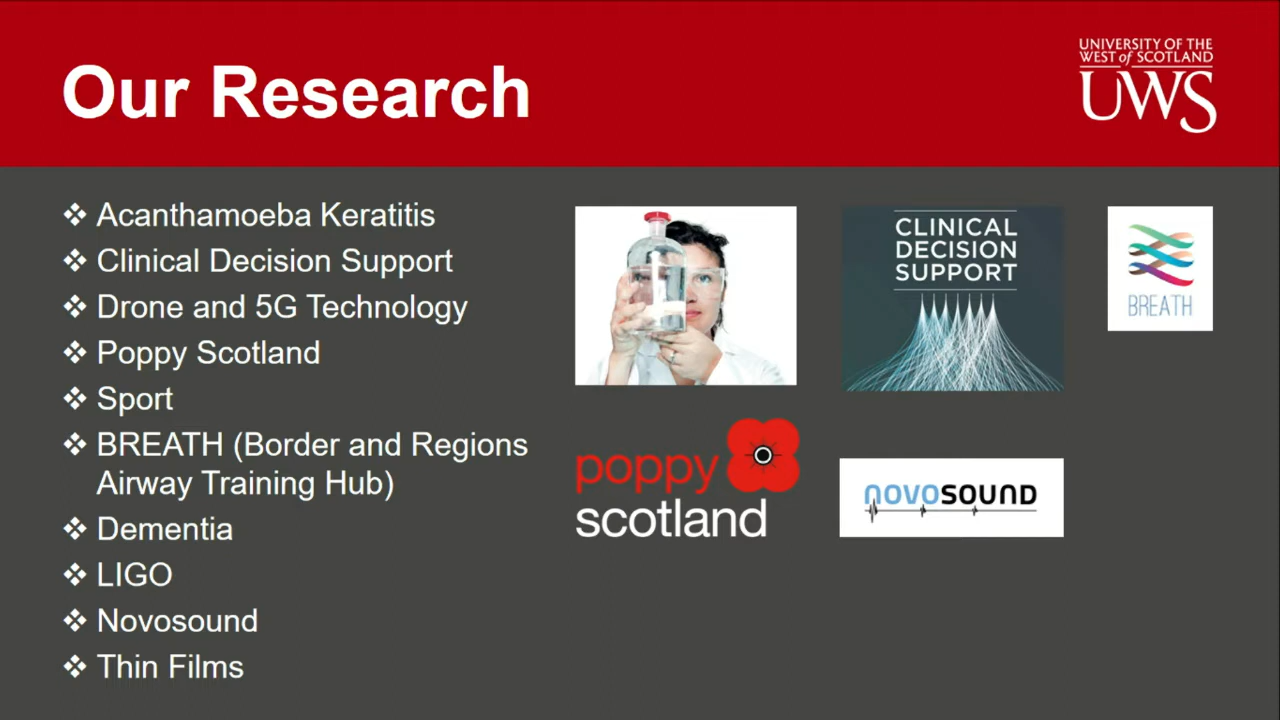 Our Research
UNIVERSITY OF THE
WEST of SCOTLAND
UWS
❖ Acanthamoeba Keratitis
❖ Clinical Decision Support
❖ Drone and 5G Technology
❖ Poppy Scotland
❖ Sport
❖ BREATH (Border and Regions
Airway Training Hub)
❖ Dementia
❖ LIGO
❖ Novosound
❖ Thin Films
CLINICAL
DECISION
SUPPORT
BREATH
poppy
scotland
novosound